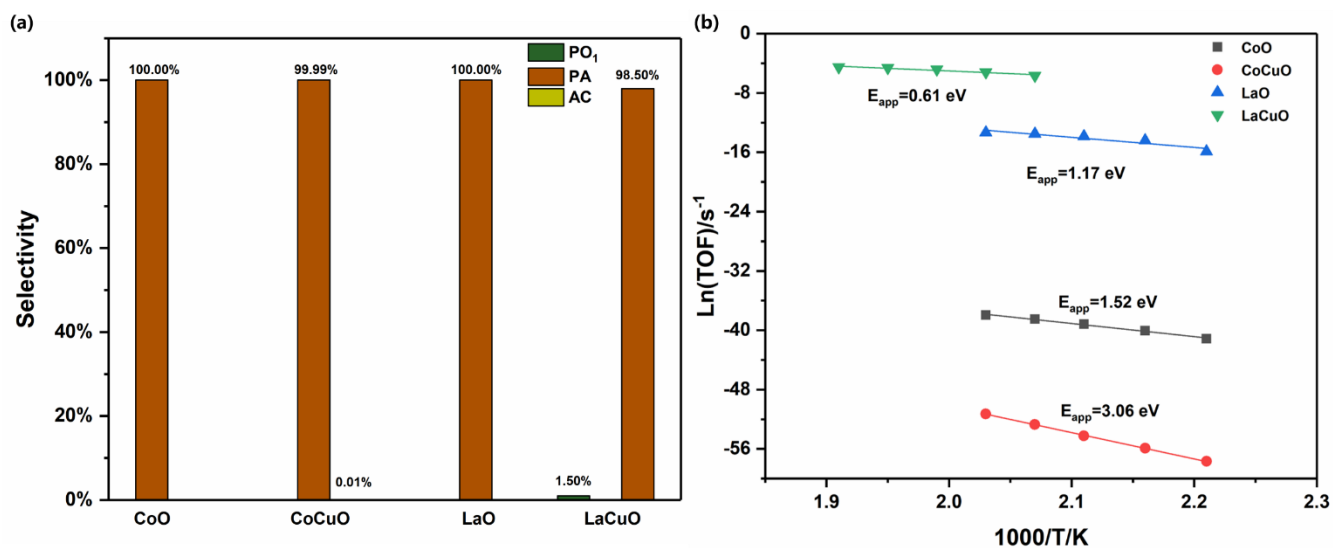 (a)
PO1
PA
AC
100.00%
99.99%
100.00%
98.50%
0.01%
1.50%
100%
80%
60%
40%
20%
0%
Selectivity
CoO
CoCuO
LaO
LaCuO
(b)
0
-8
-16
-24
-32
-40
-48
-56
Ln(TOF)/s-1
CoO
CoCuO
LaO
LaCuO
Eapp=0.61 eV
Eapp=1.17 eV
Eapp=1.52 eV
Eapp=3.06 eV
1.9
2.0
2.1
2.2
2.3
1000/T/K